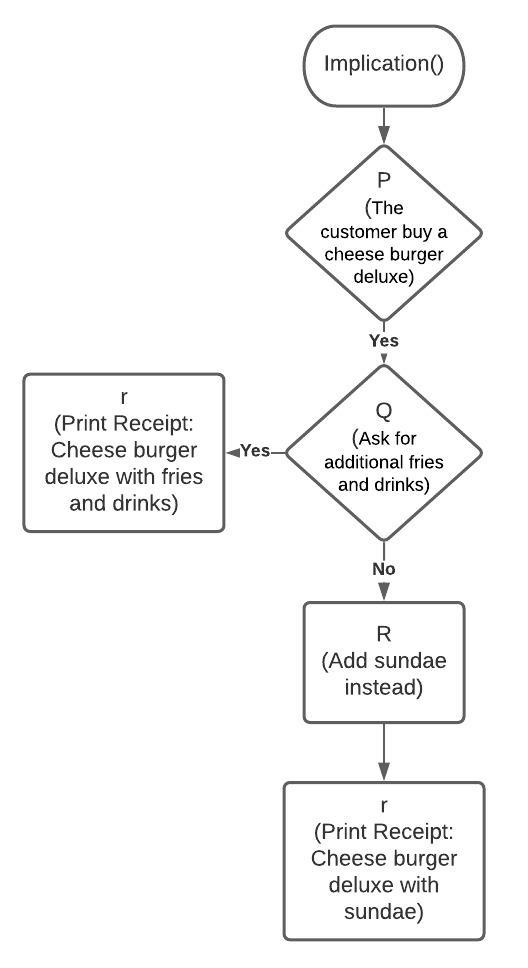 Implication()
P
(The
customer buy a
cheese burger
deluxe)
Yes
Q
(Ask for
additional fries
and drinks)
Yes
r
(Print Receipt:
Cheese burger
deluxe with fries
and drinks)
No
R
(Add sundae
instead)
r
(Print Receipt:
Cheese burger
deluxe with
sundae)